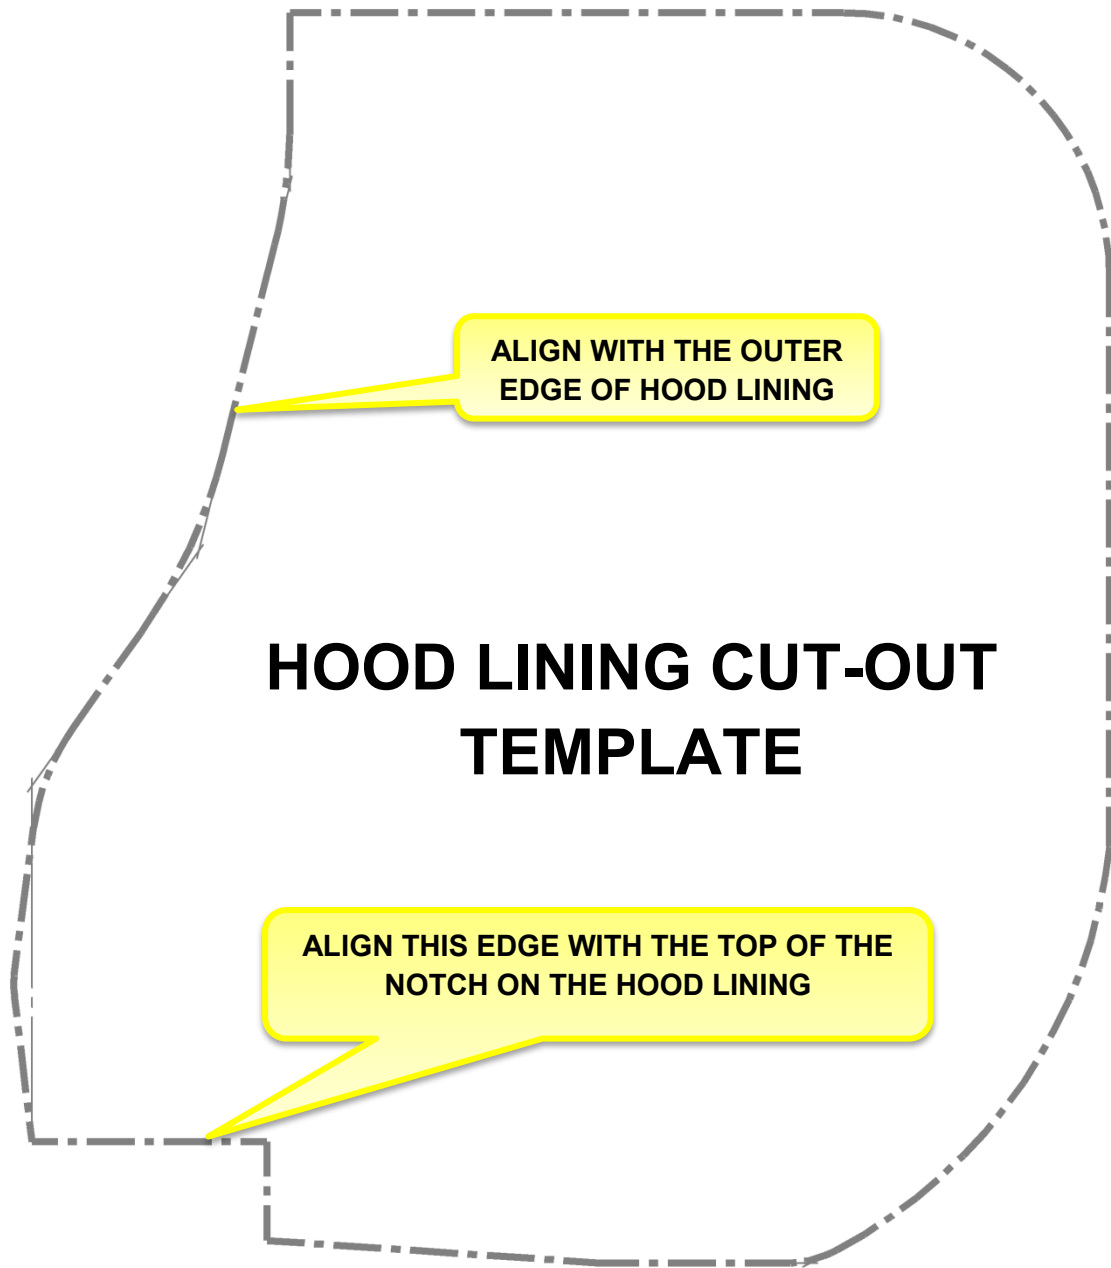 ALIGN WITH THE OUTER
EDGE OF HOOD LINING
HOOD LINING CUT-OUT
TEMPLATE
ALIGN THIS EDGE WITH THE TOP OF THE
NOTCH ON THE HOOD LINING